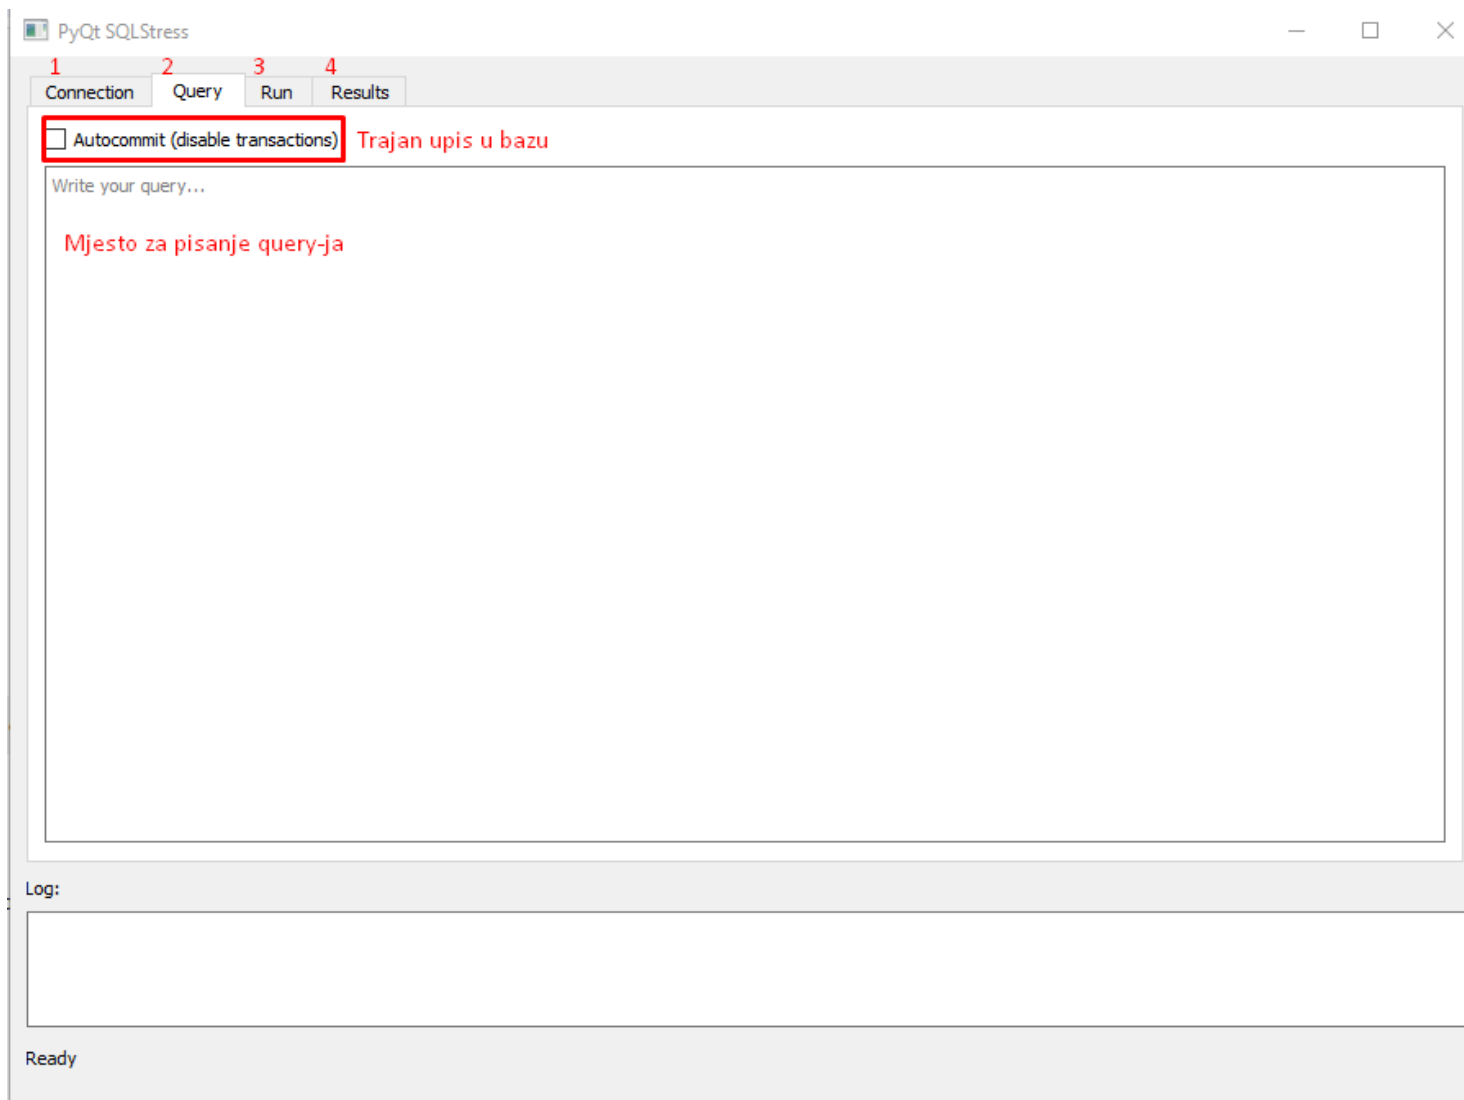 PyQt SQLStress
1 2 3 4
Connection Query Run Results
Autocommit (disable transactions) Trajan upis u bazu
Write your query...
Mjesto za pisanje query-ja
Log:
Ready